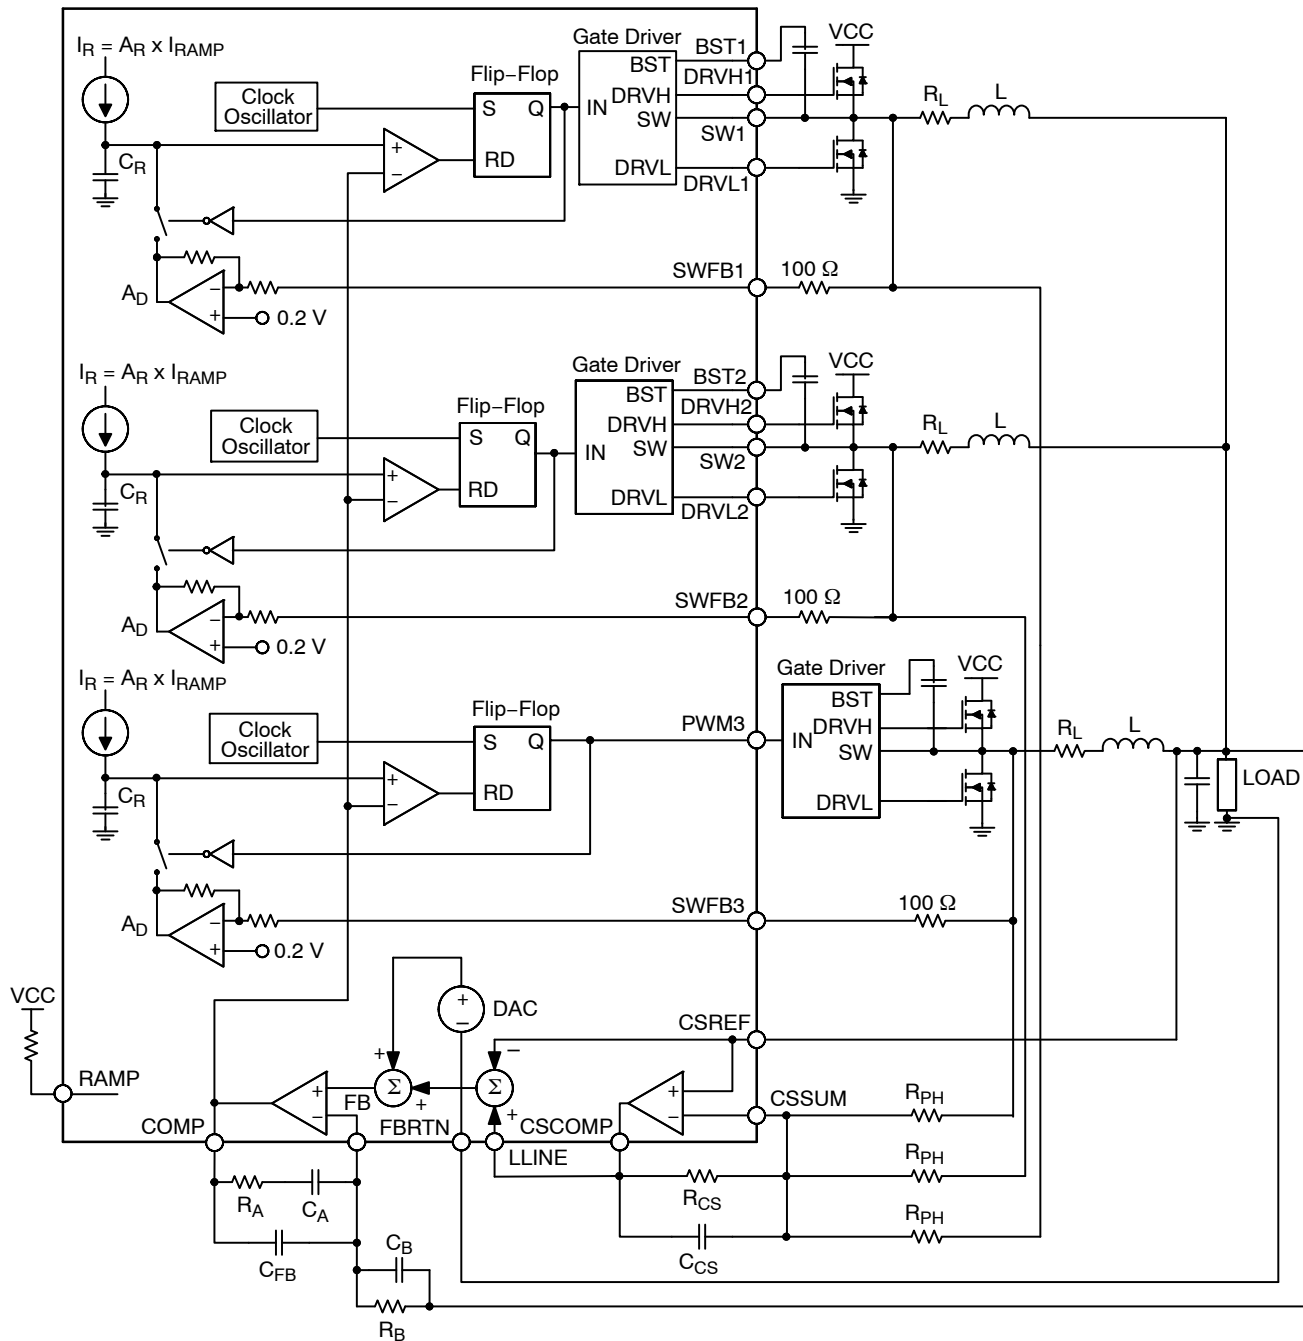 I_R = A_R x I_RAMP
Clock
Oscillator
Flip–Flop
S Q
RD
Gate Driver
BST
DRVH
IN
SW
DRVL
BST1
DRVH1
SW1
DRVL1
VCC
R_L
L
C_R
+
–
A_D
–
+
0.2 V
SWFB1
100 Ω
I_R = A_R x I_RAMP
Clock
Oscillator
Flip-Flop
S Q
RD
Gate Driver
BST
DRVH
IN
SW
DRVL
BST2
DRVH2
SW2
DRVL2
VCC
R_L
L
C_R
+
–
A_D
–
+
0.2 V
SWFB2
100 Ω
I_R = A_R x I_RAMP
Clock
Oscillator
Flip–Flop
S Q
RD
PWM3
Gate Driver
BST
DRVH
IN
SW
DRVL
VCC
R_L
L
LOAD
C_R
+
–
A_D
–
+
0.2 V
SWFB3
100 Ω
VCC
RAMP
+
–
DAC
+
Σ
+
–
Σ
+
CSREF
CSSUM
+
–
+
–
FB
COMP
FBRTN
LLINE
CSCOMP
R_PH
R_PH
R_PH
R_A
C_A
C_FB
C_B
R_B
R_CS
C_CS